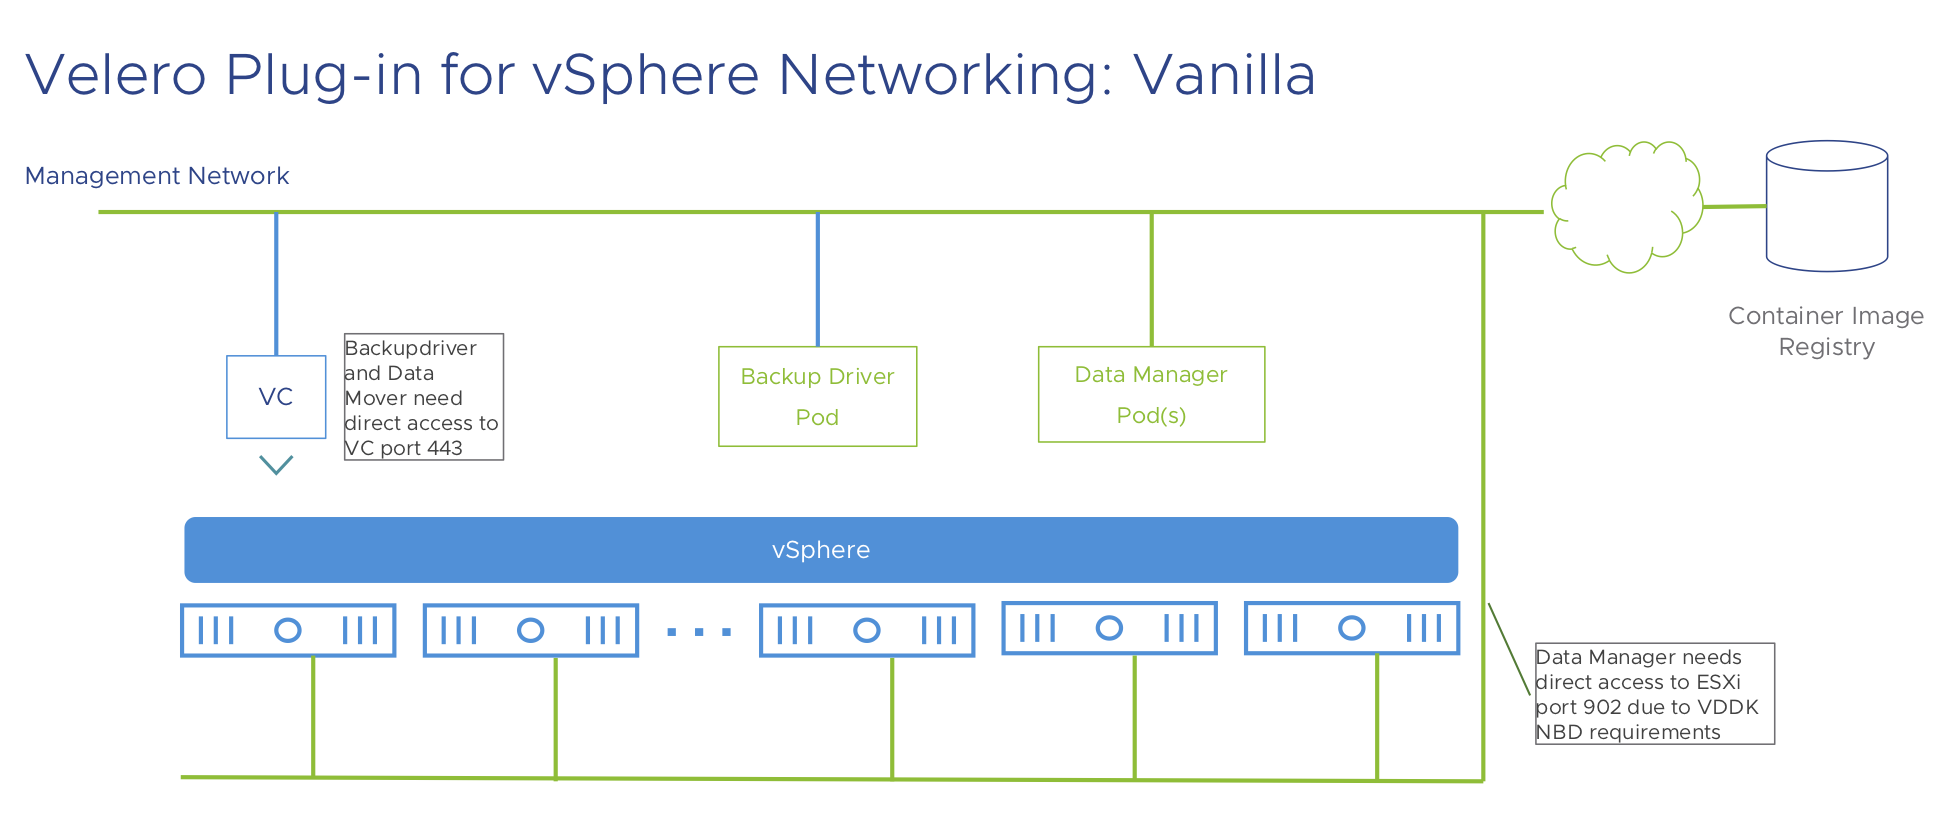 Velero Plug-in for vSphere Networking: Vanilla
Management Network
Container Image
Registry
VC
Backupdriver
and Data
Mover need
direct access to
VC port 443
Backup Driver
Pod
Data Manager
Pod(s)
vSphere
Data Manager needs
direct access to ESXi
port 902 due to VDDK
NBD requirements